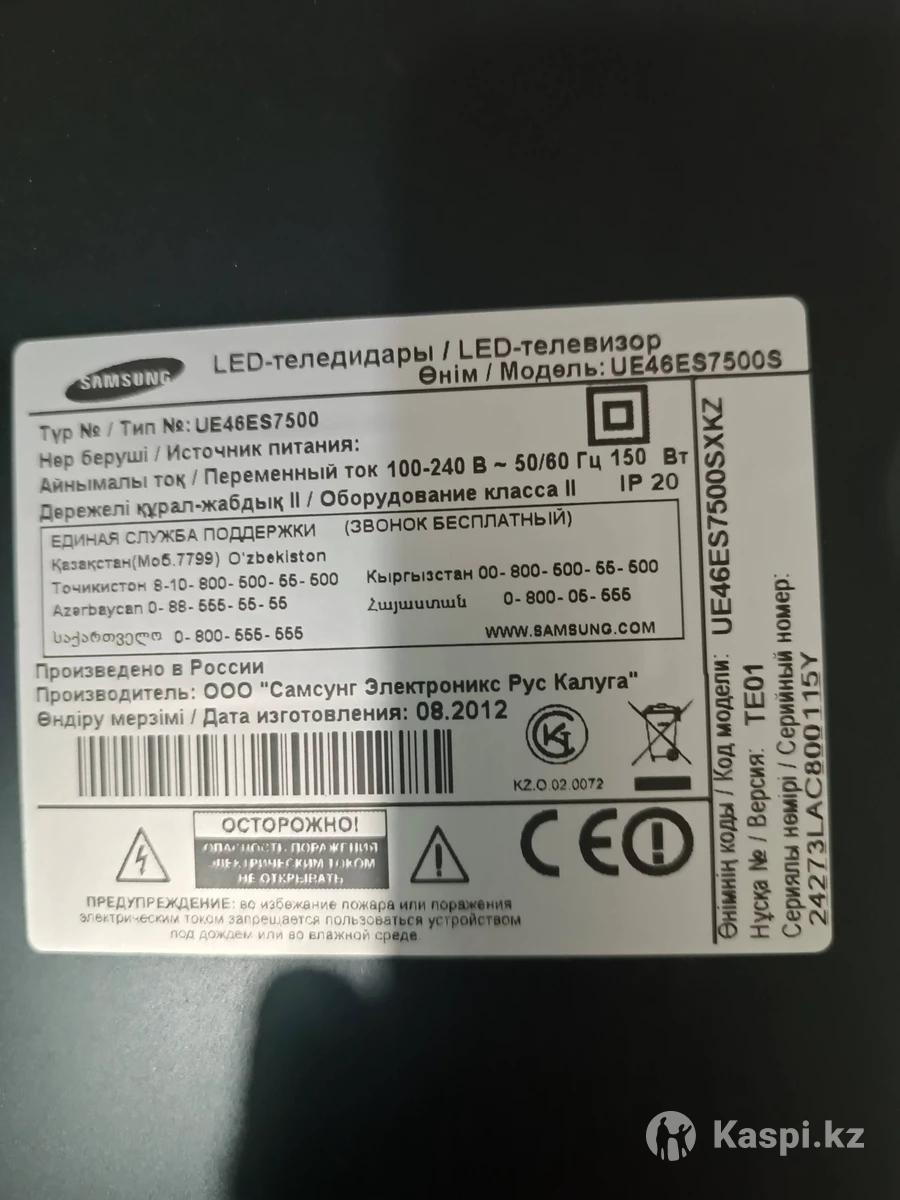 SAMSUNG
LED-теледидары / LED-телевизор
Өнім / Модель: UE46ES7500S
Түр № / Тип №: UE46ES7500
Нәр беруші / Источник питания:
Айнымалы ток / Переменный ток 100-240 В ~ 50/60 Гц 150 Вт
Дәрежелі құрал-жабдық II / Оборудование класса II IP 20
ЕДИНАЯ СЛУЖБА ПОДДЕРЖКИ (ЗВОНОК БЕСПЛАТНЫЙ)
Қазақстан(Моб.7799) O'zbekiston
Точикистон 8-10-800-500-55-500
Кыргызстан 00-800-500-55-500
Azərbaycan 0-88-555-55-55
Հայաստան 0-800-05-555
საქართველო 0-800-555-555
WWW.SAMSUNG.COM
Произведено в России
Производитель: ООО "Самсунг Электроникс Рус Калуга"
Өндіру мерзімі / Дата изготовления: 08.2012
KZ.O.02.0072
ОСТОРОЖНО!
ОПАСНОСТЬ ПОРАЖЕНИЯ
ЭЛЕКТРИЧЕСКИМ ТОКОМ
НЕ ОТКРЫВАТЬ
CE
ПРЕДУПРЕЖДЕНИЕ: во избежание пожара или поражения
электрическим током запрещается пользоваться устройством
под дождем или во влажной среде.
Өнімнің коды / Код модели: UE46ES7500SXKZ
Нұсқа № / Версия: TE01
Сериялы нөмірі / Серийный номер:
24273LAC800115Y
Kaspi.kz